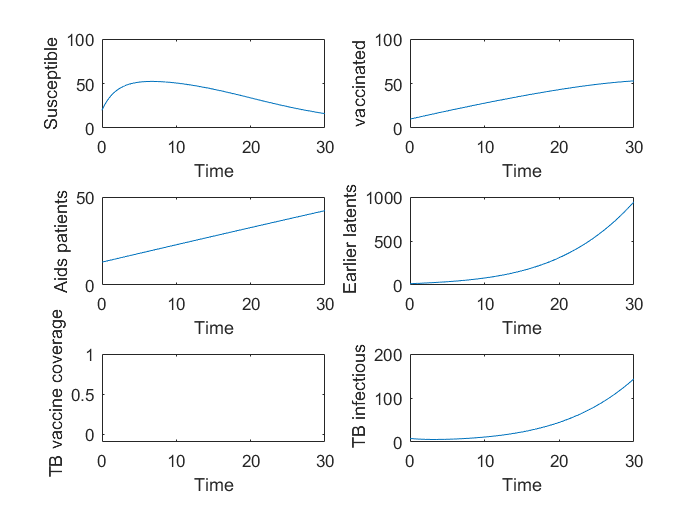 Susceptible
100
50
0
0 10 20 30
Time
vaccinated
100
50
0
0 10 20 30
Time
Aids patients
50
0
0 10 20 30
Time
Earlier latents
1000
500
0
0 10 20 30
Time
TB vaccine coverage
1
0.5
0
0 10 20 30
Time
TB infectious
200
100
0
0 10 20 30
Time